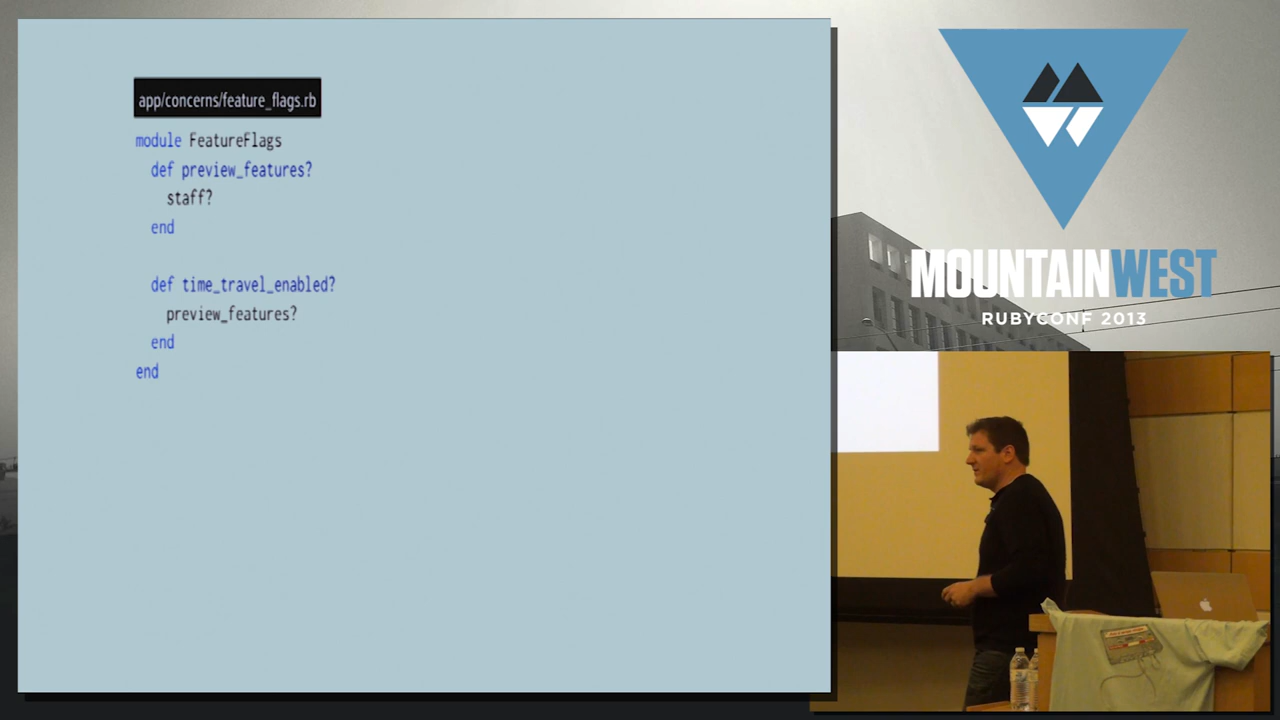 app/concerns/feature_flags.rb
module FeatureFlags
def preview_features?
staff?
end
def time_travel_enabled?
preview_features?
end
end
MOUNTAINWEST
RUBYCONF 2013